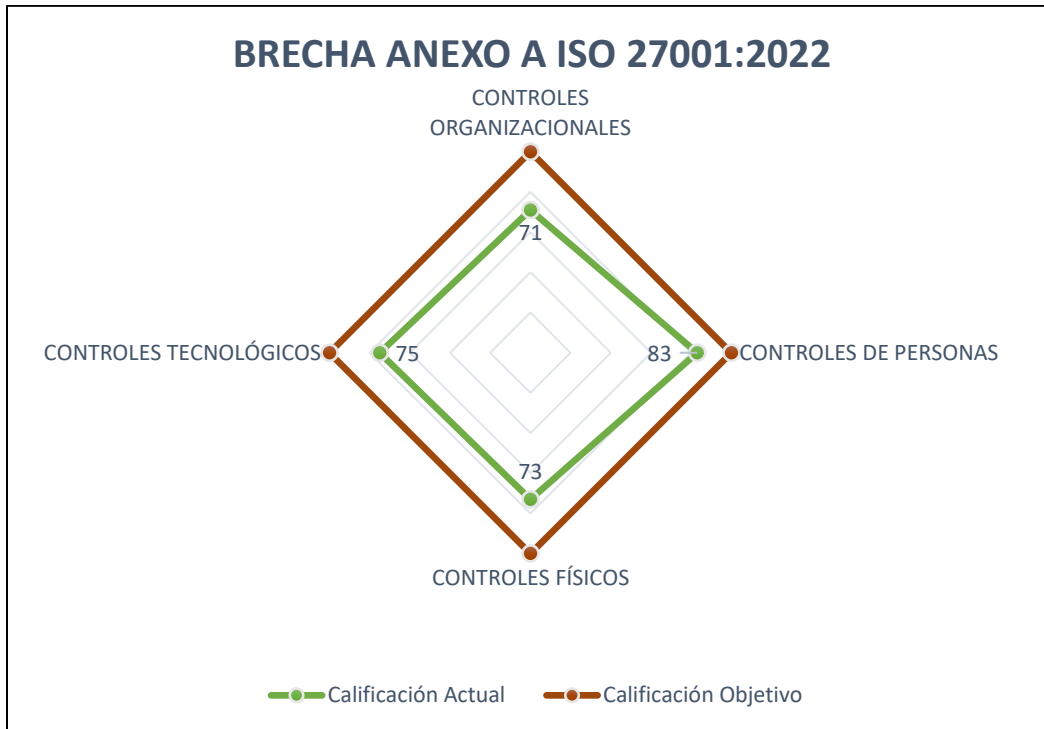 BRECHA ANEXO A ISO 27001:2022
CONTROLES
ORGANIZACIONALES
71
CONTROLES TECNOLÓGICOS
75
83
CONTROLES DE PERSONAS
73
CONTROLES FÍSICOS
Calificación Actual
Calificación Objetivo